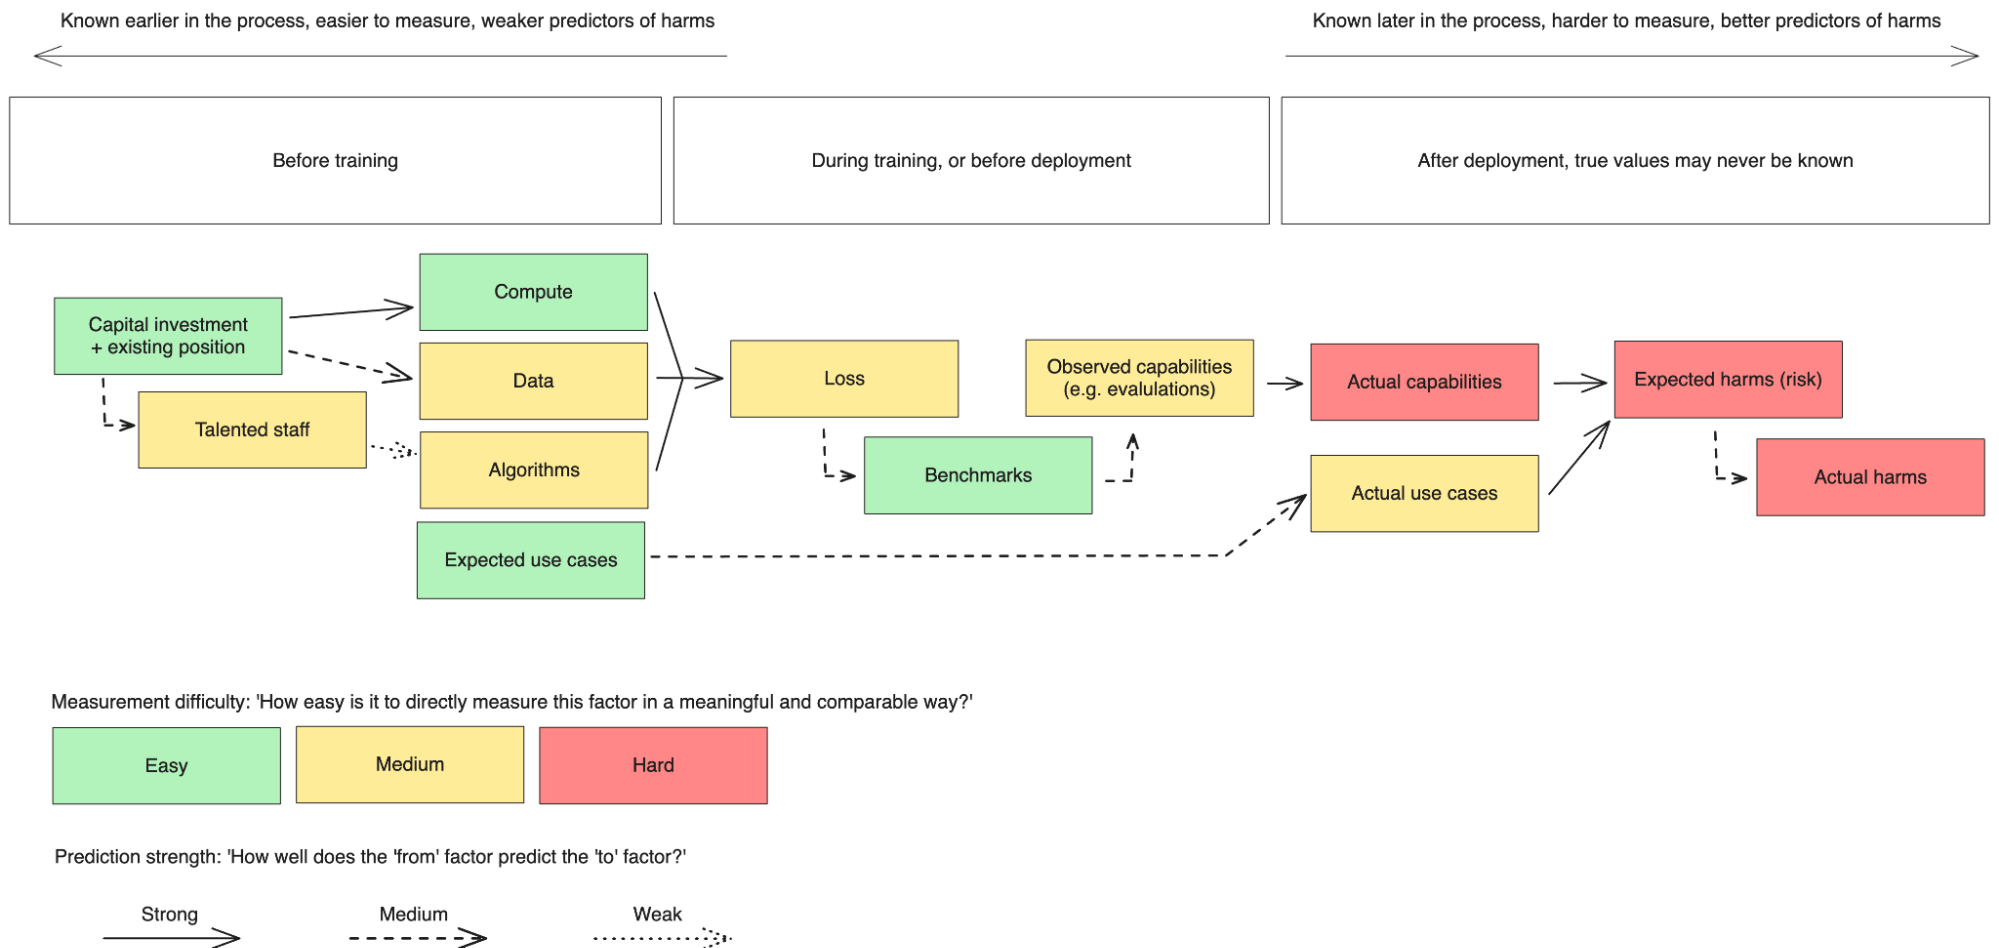 Known earlier in the process, easier to measure, weaker predictors of harms
Known later in the process, harder to measure, better predictors of harms
Before training
During training, or before deployment
After deployment, true values may never be known
Capital investment
+ existing position
Talented staff
Compute
Data
Algorithms
Expected use cases
Loss
Benchmarks
Observed capabilities
(e.g. evalulations)
Actual capabilities
Actual use cases
Expected harms (risk)
Actual harms
Measurement difficulty: 'How easy is it to directly measure this factor in a meaningful and comparable way?'
Easy
Medium
Hard
Prediction strength: 'How well does the 'from' factor predict the 'to' factor?'
Strong
Medium
Weak